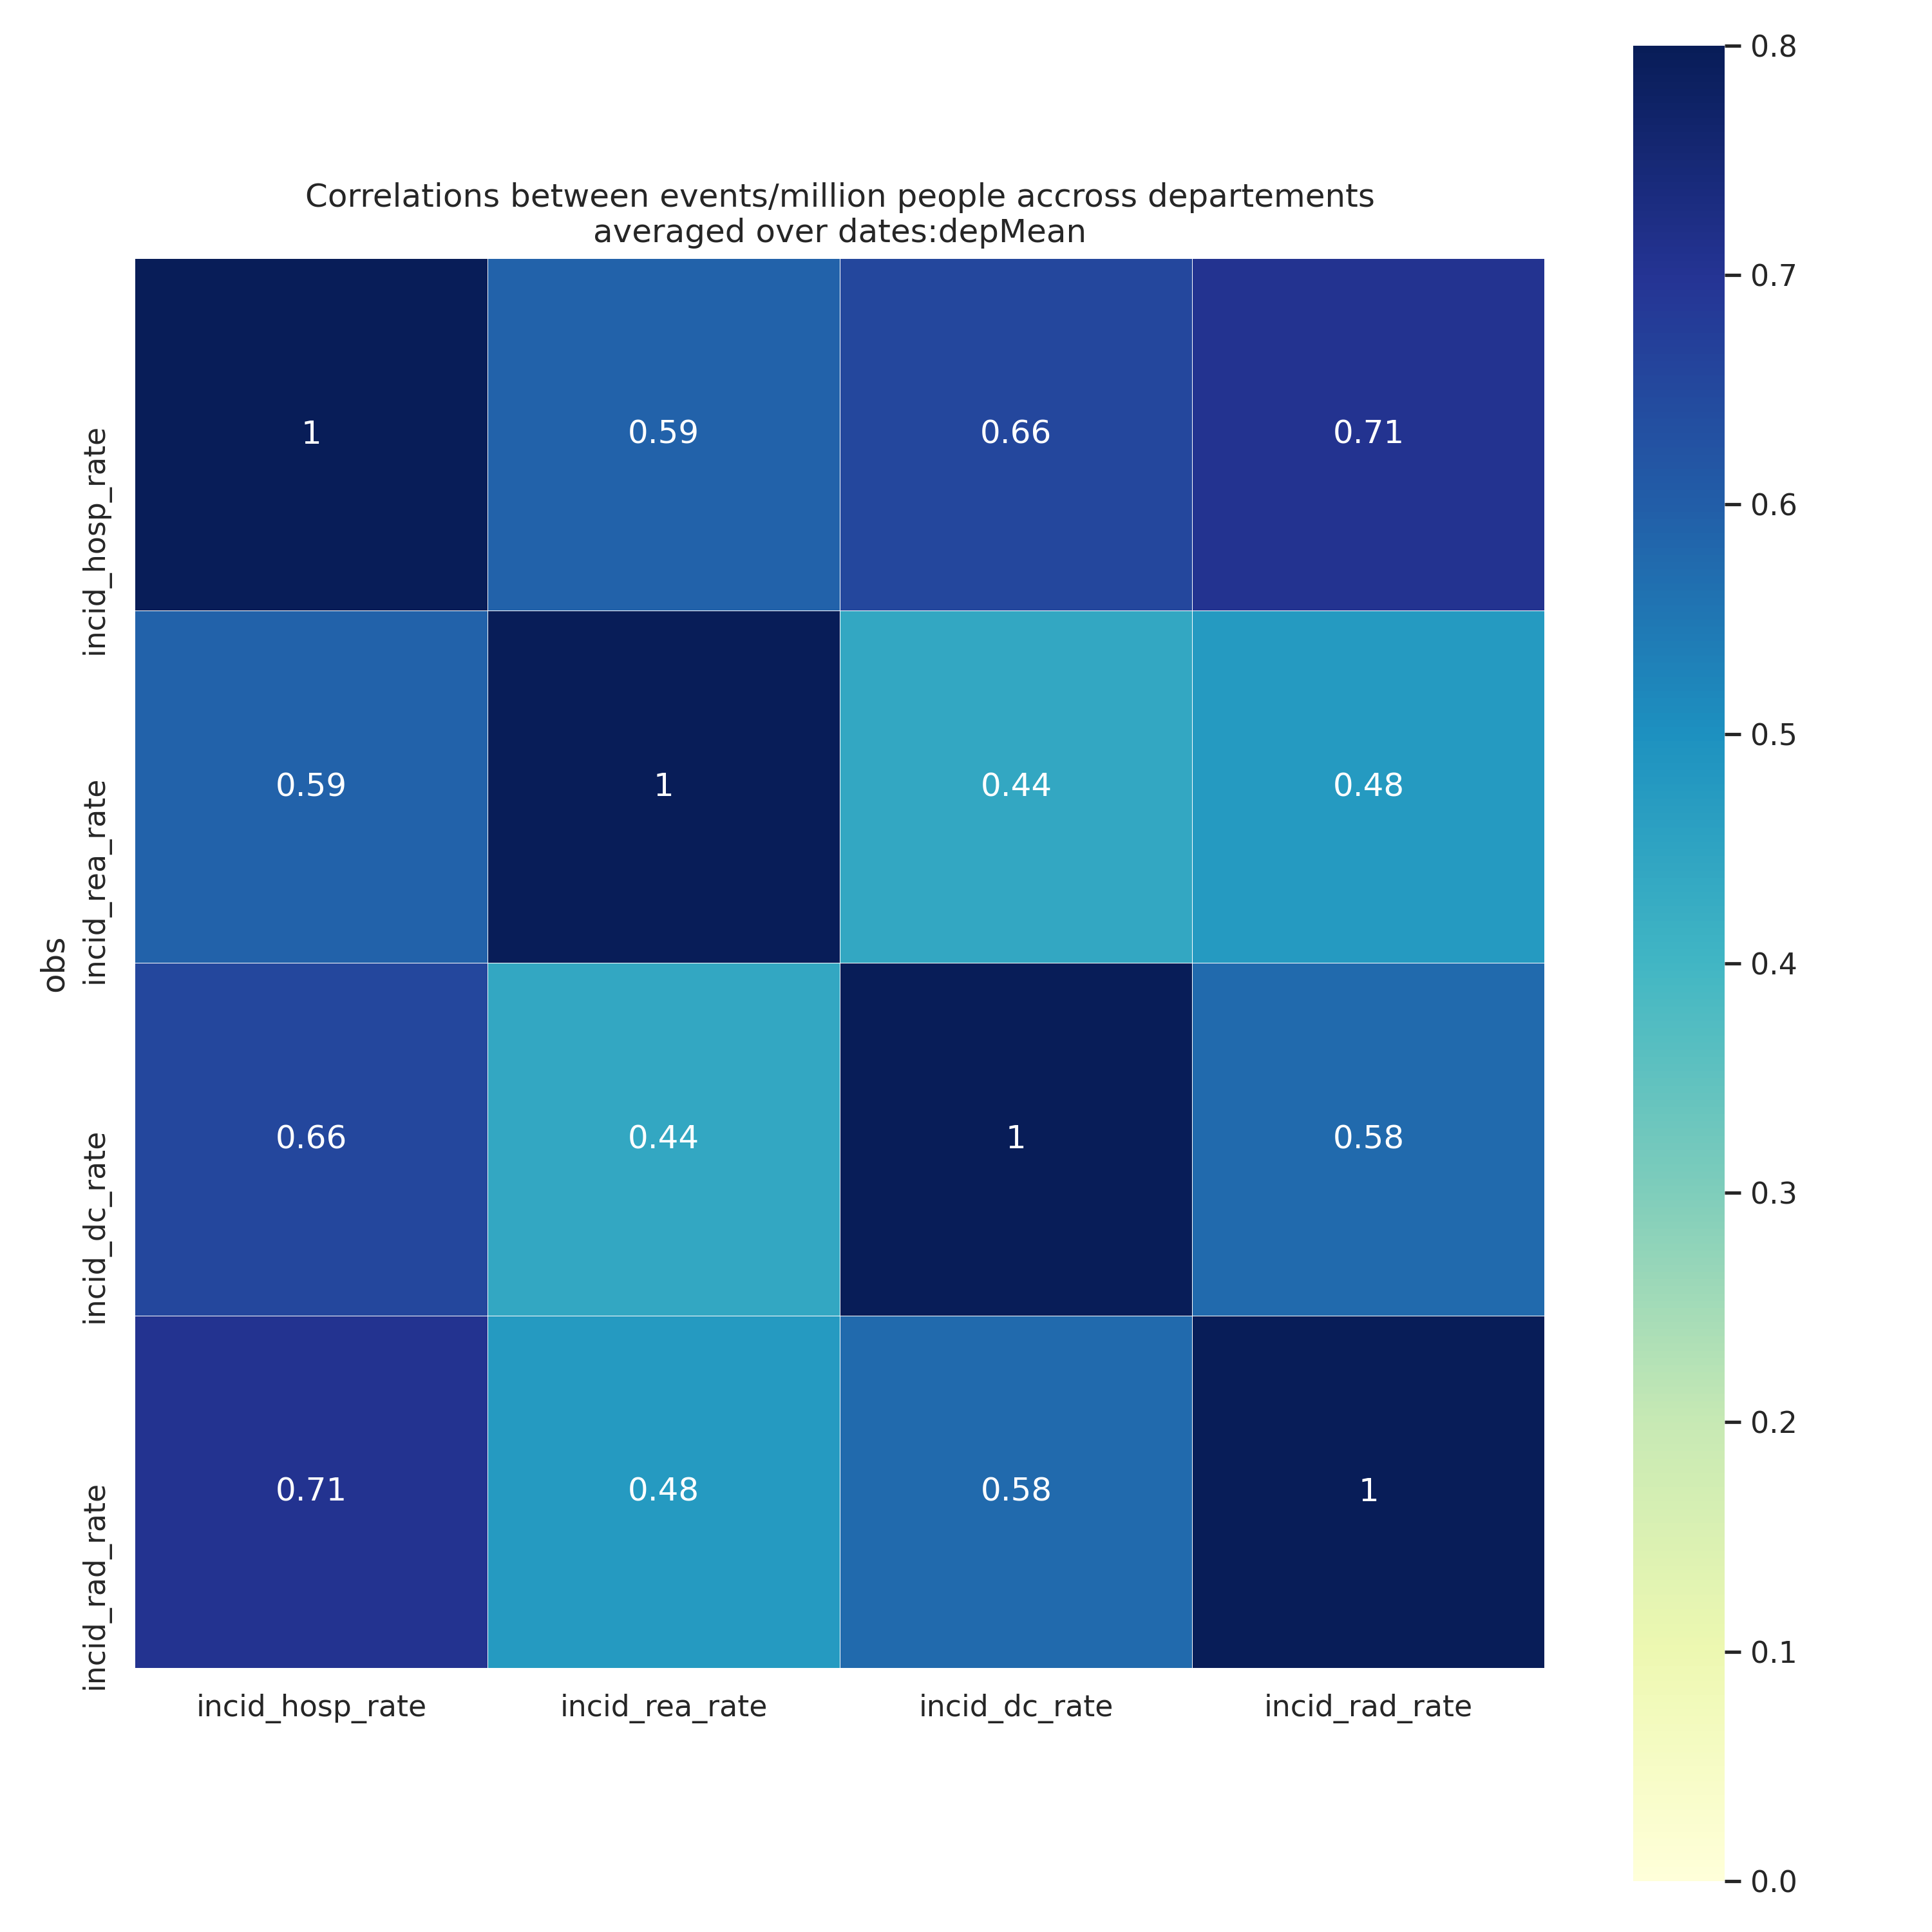 Correlations between events/million people accross departements
averaged over dates:depMean
obs
incid_hosp_rate
1 0.59 0.66 0.71
incid_rea_rate
0.59 1 0.44 0.48
incid_dc_rate
0.66 0.44 1 0.58
incid_rad_rate
0.71 0.48 0.58 1
incid_hosp_rate incid_rea_rate incid_dc_rate incid_rad_rate
0.8
0.7
0.6
0.5
0.4
0.3
0.2
0.1
0.0